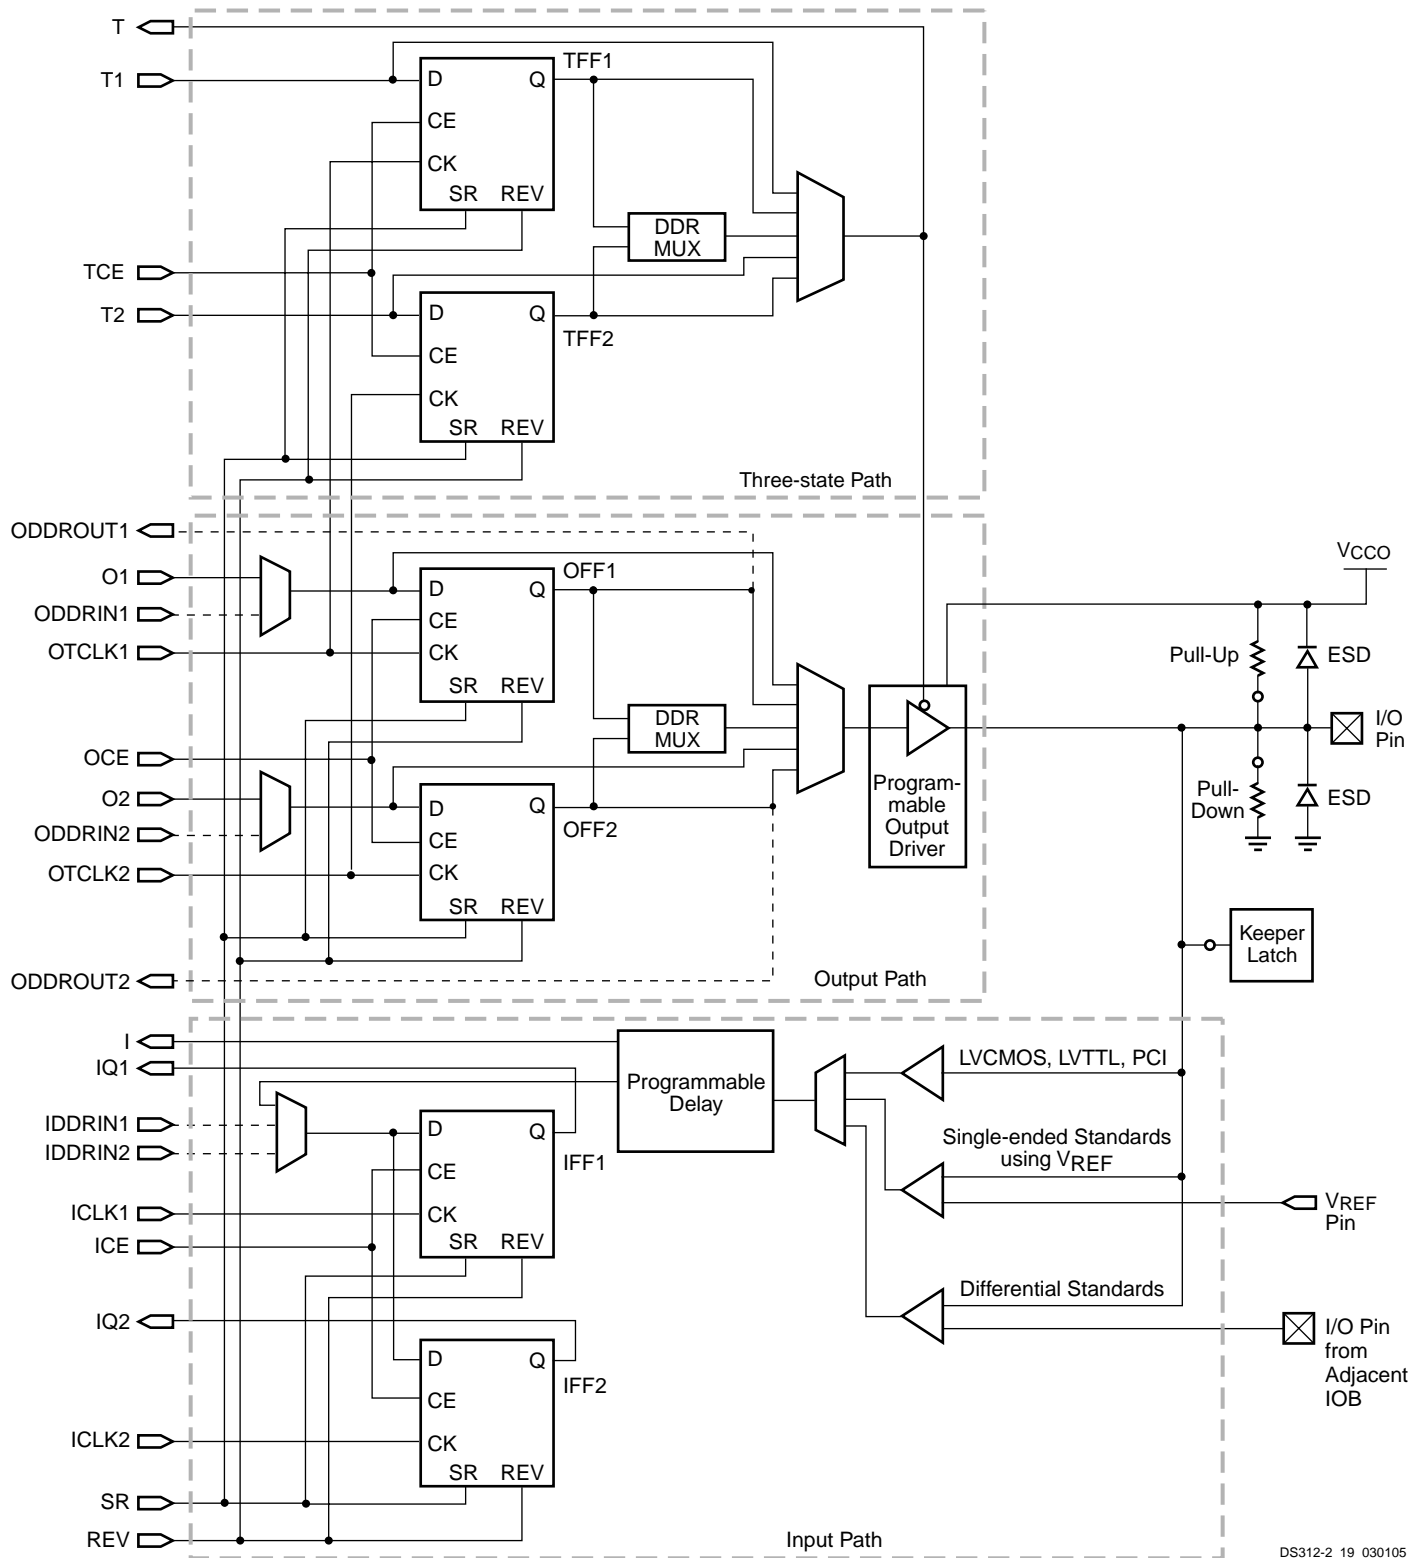 T
T1
TFF1
D
Q
CE
CK
SR REV
DDR
MUX
TCE
T2
D
Q
TFF2
CE
CK
SR REV
Three-state Path
ODDROUT1
O1
ODDRIN1
OTCLK1
OFF1
D
Q
CE
CK
SR REV
VCCO
Pull-Up
ESD
I/O
Pin
DDR
MUX
OCE
O2
ODDRIN2
OTCLK2
D
Q
OFF2
CE
CK
SR REV
Program-
mable
Output
Driver
Pull-
Down
ESD
Keeper
Latch
ODDROUT2
Output Path
I
IQ1
IDDRIN1
IDDRIN2
Programmable
Delay
LVCMOS, LVTTL, PCI
D
Q
IFF1
CE
CK
SR REV
Single-ended Standards
using VREF
VREF
Pin
ICLK1
ICE
Differential Standards
I/O Pin
from
Adjacent
IOB
IQ2
D
Q
IFF2
CE
CK
SR REV
ICLK2
SR
REV
Input Path
DS312-2_19_030105